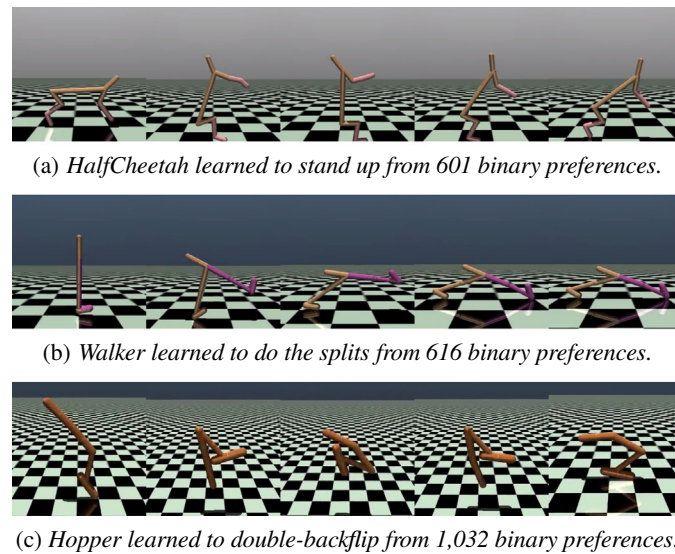 (a) HalfCheetah learned to stand up from 601 binary preferences.
(b) Walker learned to do the splits from 616 binary preferences.
(c) Hopper learned to double-backflip from 1,032 binary preferences.